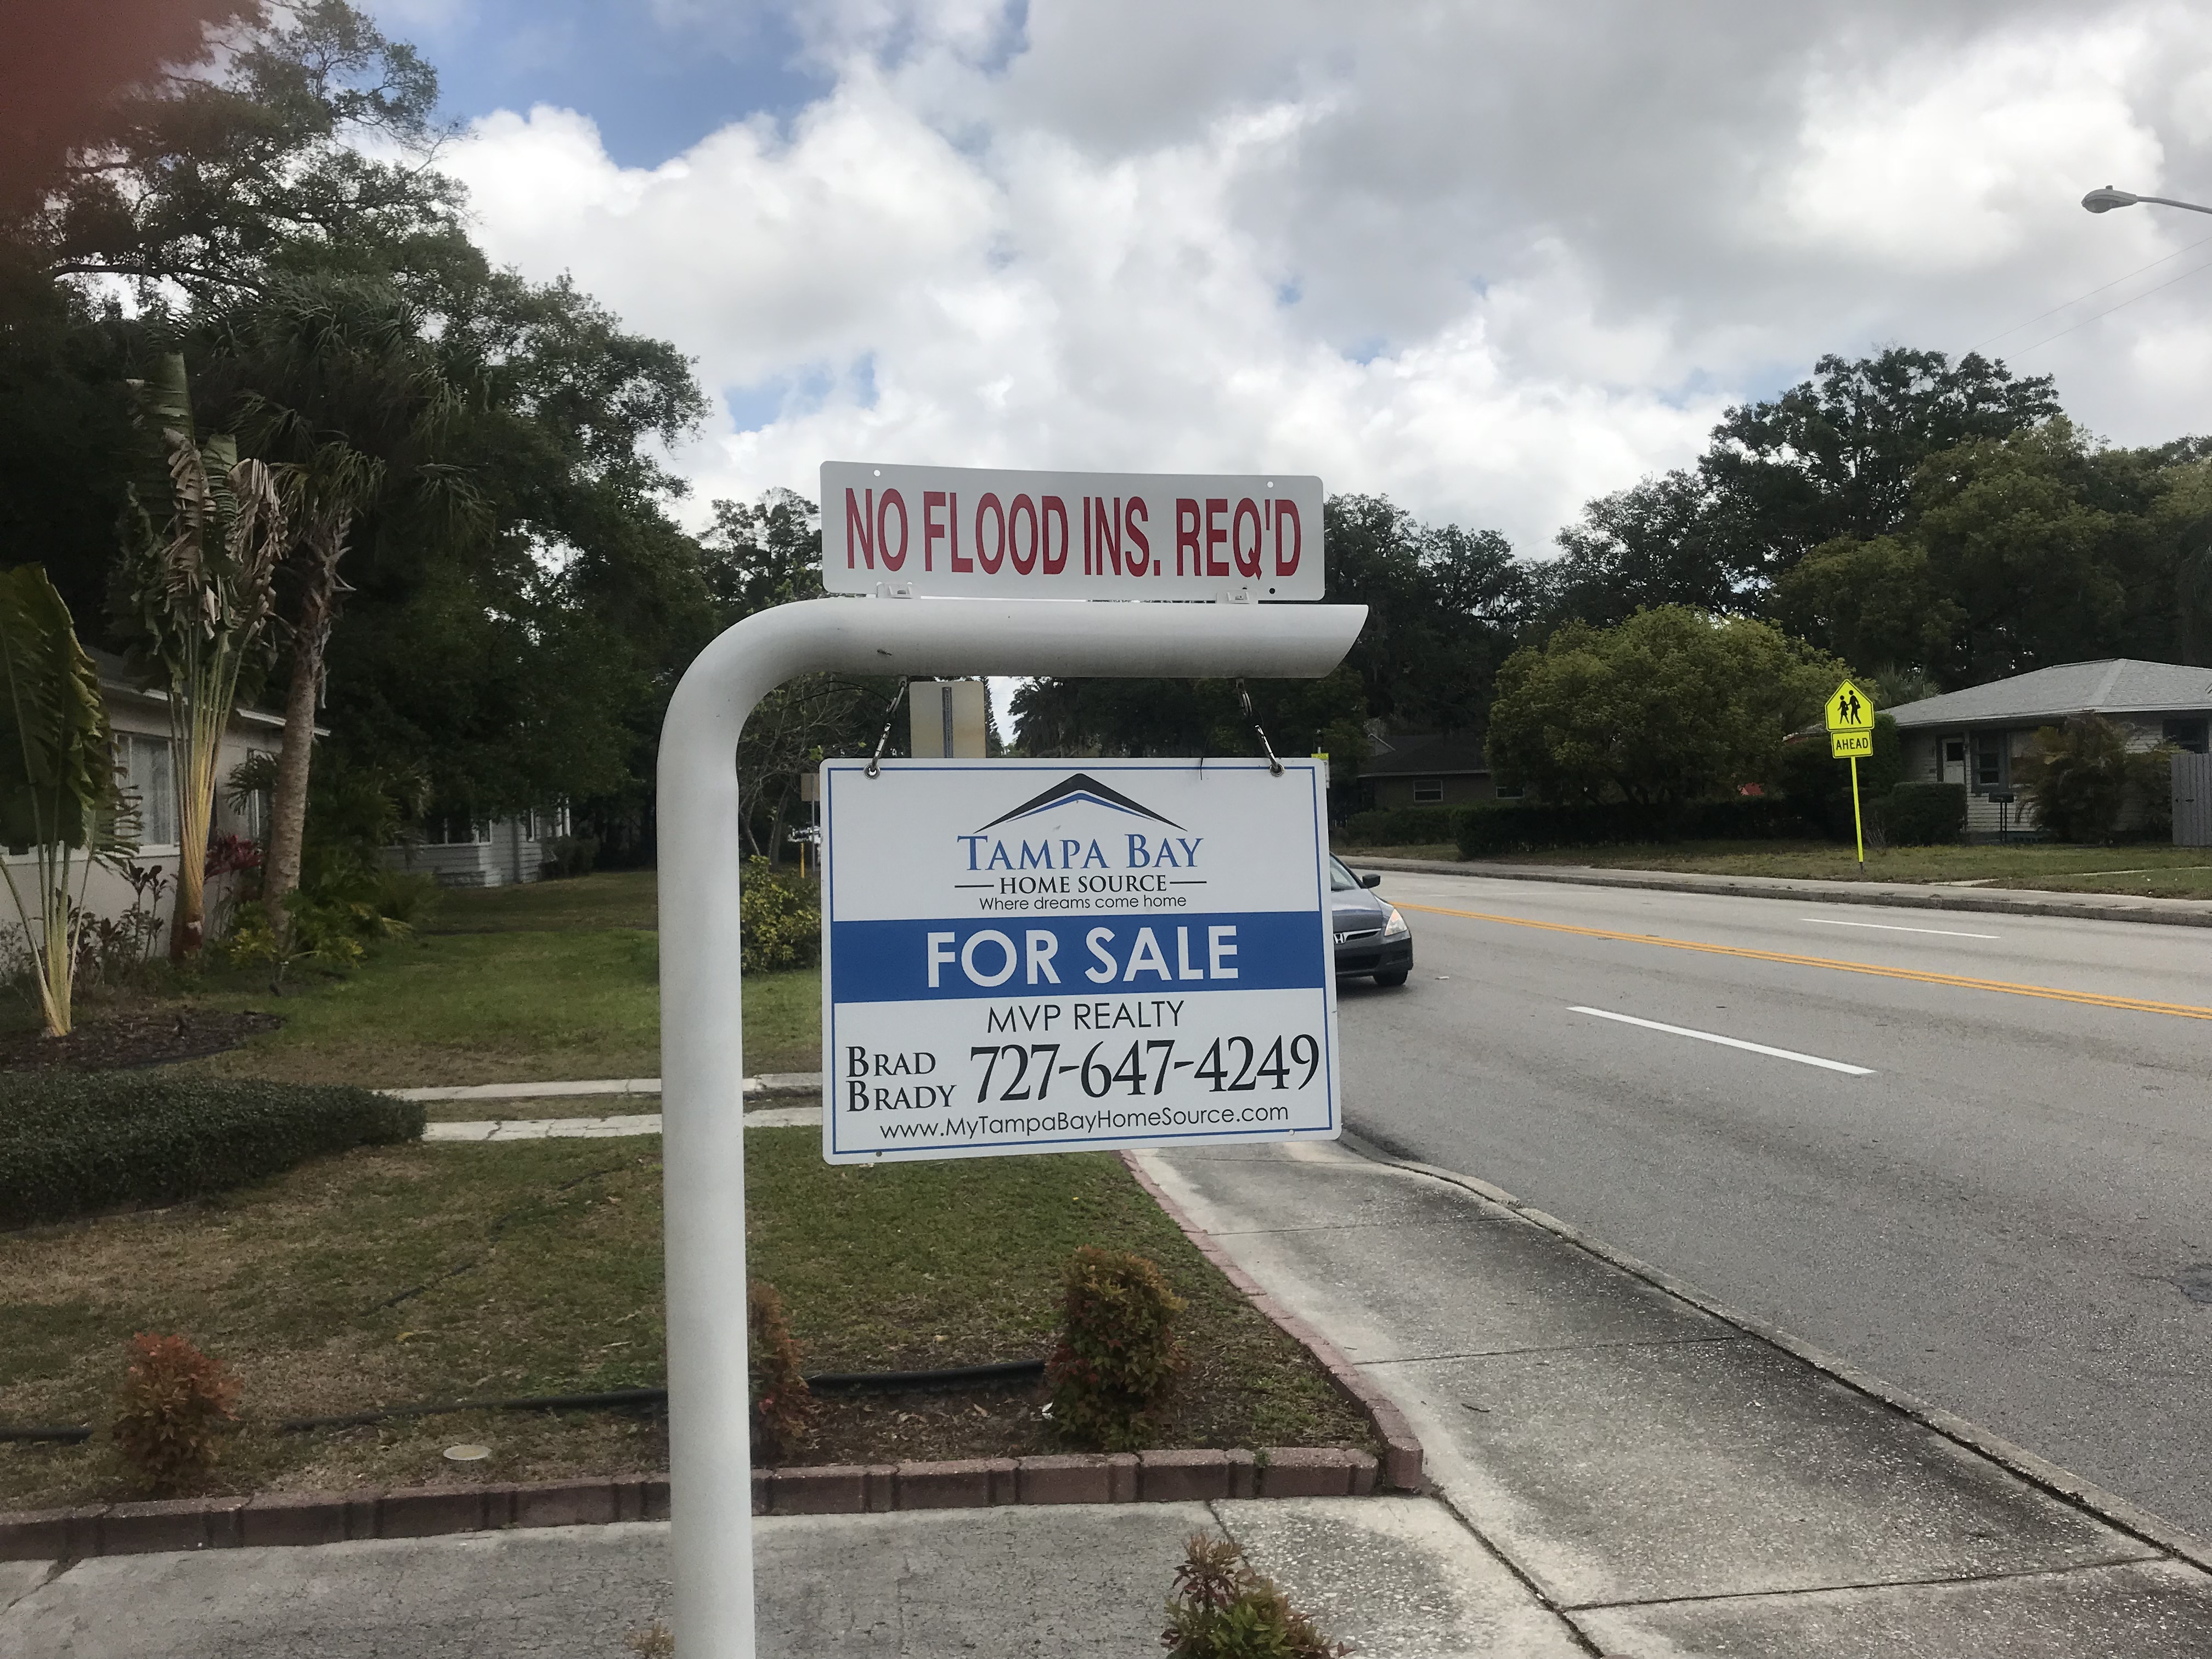 NO FLOOD INS. REQ'D
TAMPA BAY
HOME SOURCE
Where dreams come home
FOR SALE
MVP REALTY
BRAD
BRADY
727-647-4249
www.MyTampaBayHomeSource.com
AHEAD